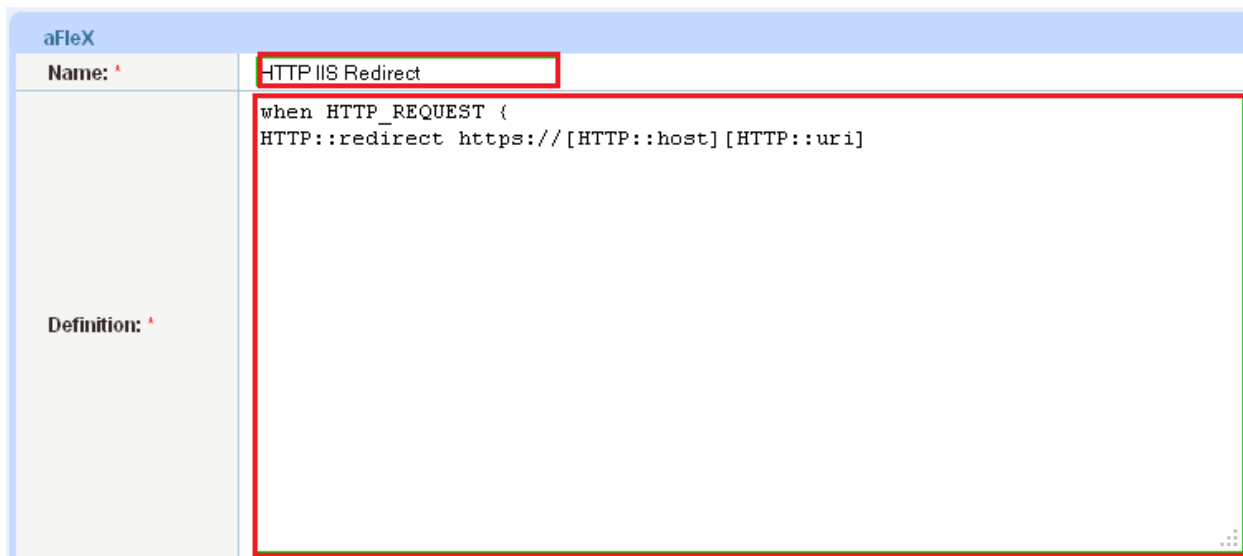 aFleX
Name: *
HTTP IIS Redirect
when HTTP_REQUEST {
HTTP::redirect https://[HTTP::host][HTTP::uri]
Definition: *